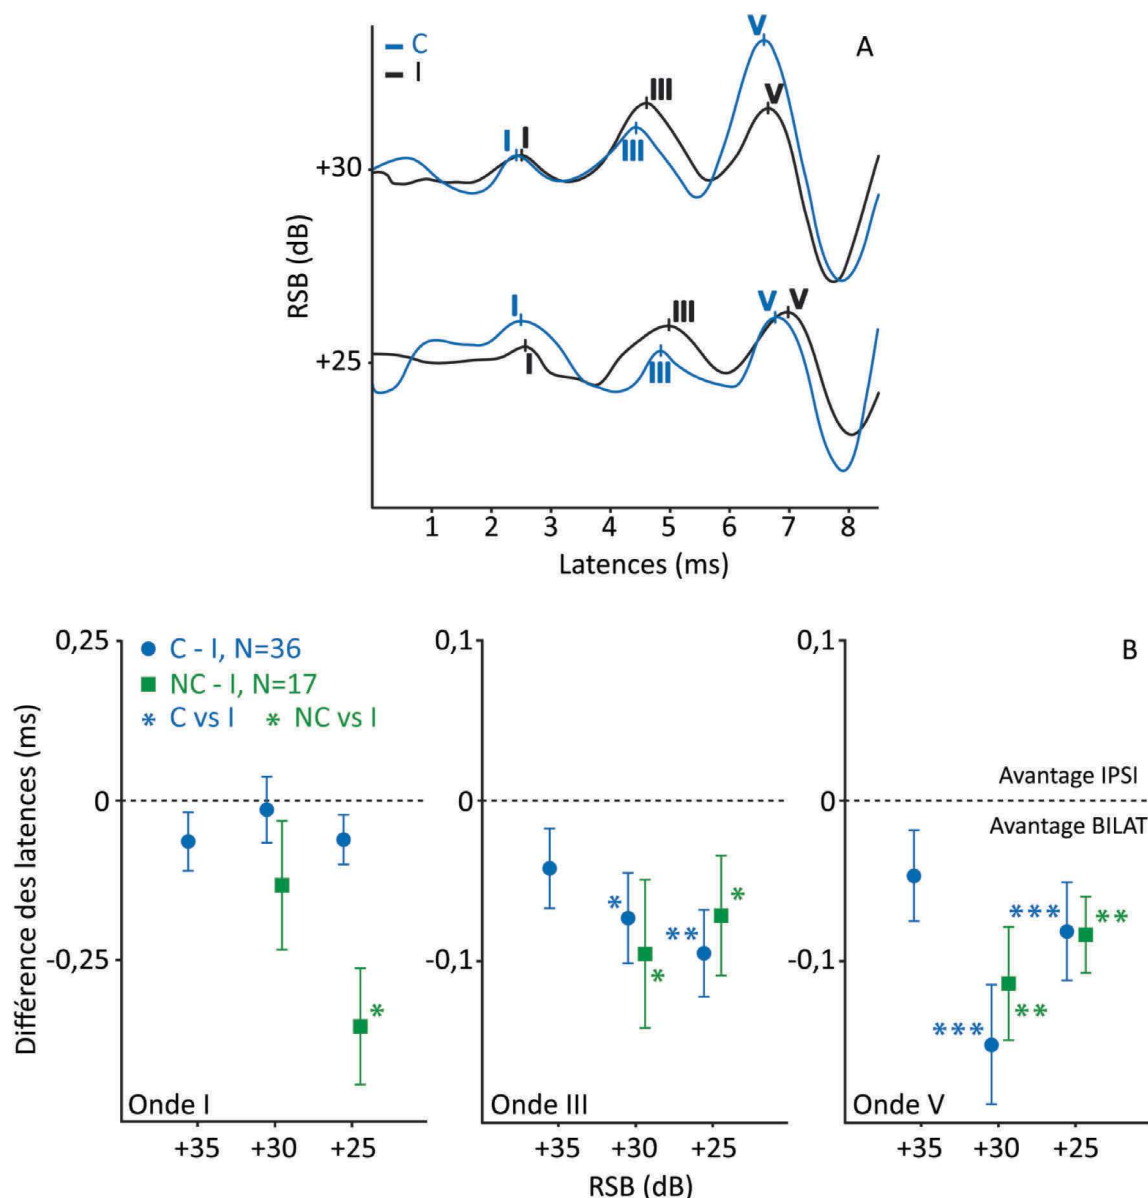 V
C
A
I
III
V
I
I
+30
III
RSB (dB)
I
III
V
V
+25
I
III
1 2 3 4 5 6 7 8
Latences (ms)
0,25
C - I, N=36
NC - I, N=17
* C vs I * NC vs I
0
-0,25
*
Onde I
+35 +30 +25
Différence des latences (ms)
0,1
0
*
**
*
*
-0,1
Onde III
+35 +30 +25
RSB (dB)
0,1
B
Avantage IPSI
0
Avantage BILAT
***
**
-0,1
***
**
Onde V
+35 +30 +25